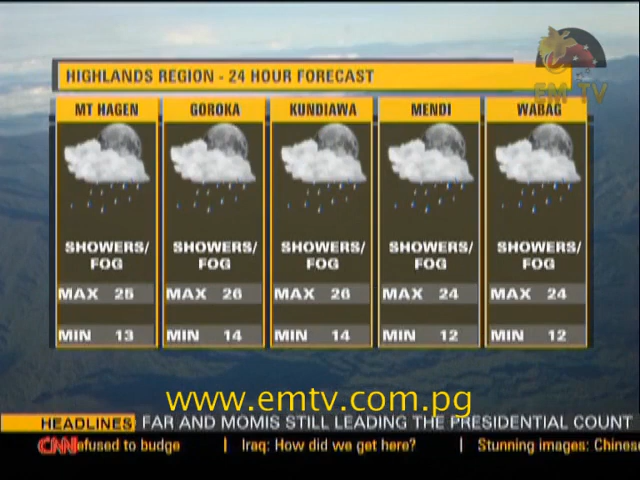 EM TV
HIGHLANDS REGION - 24 HOUR FORECAST
MT HAGEN
SHOWERS/
FOG
MAX 25
MIN 13
GOROKA
SHOWERS/
FOG
MAX 26
MIN 14
KUNDIAWA
SHOWERS/
FOG
MAX 26
MIN 14
MENDI
SHOWERS/
FOG
MAX 24
MIN 12
WABAG
SHOWERS/
FOG
MAX 24
MIN 12
www.emtv.com.pg
HEADLINES FAR AND MOMIS STILL LEADING THE PRESIDENTIAL COUNT
CNN efused to budge | Iraq: How did we get here? | Stunning images: Chines